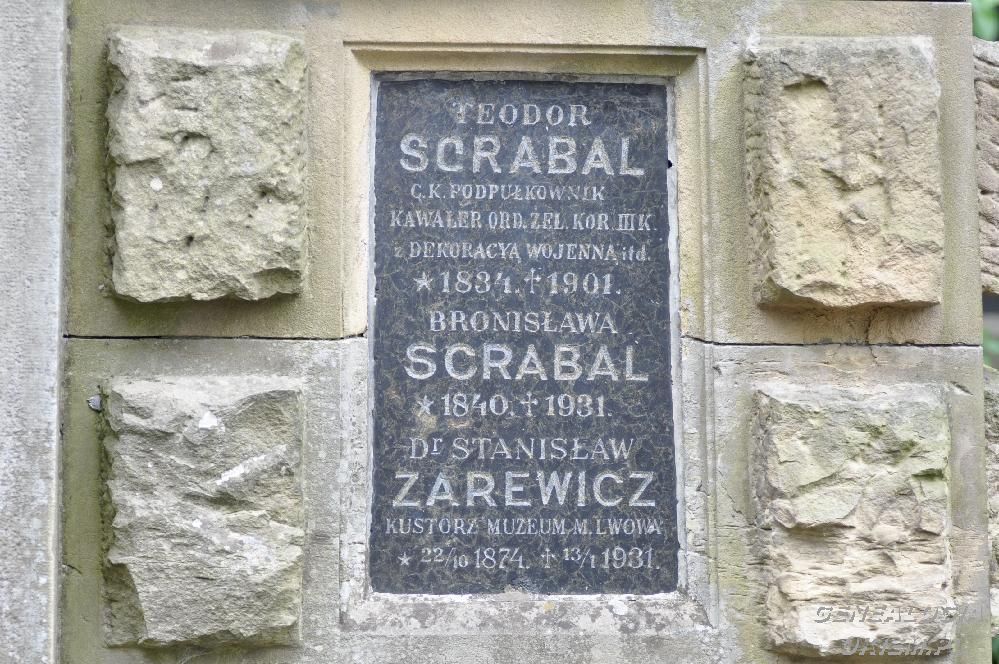 TEODOR
SCRABAL
C.K. PODPUŁKOWNIK
KAWALER ORD. ŻEL. KOR. III K.
z DEKORACYĄ WOJENNĄ itd.
★ 1834. ✝ 1901.
BRONISŁAWA
SCRABAL
★ 1840. ✝ 1931.
Dr STANISŁAW
ZAREWICZ
KUSTORZ MUZEUM M. LWOWA
★ 22/10 1874. ✝ 13/1 1931.